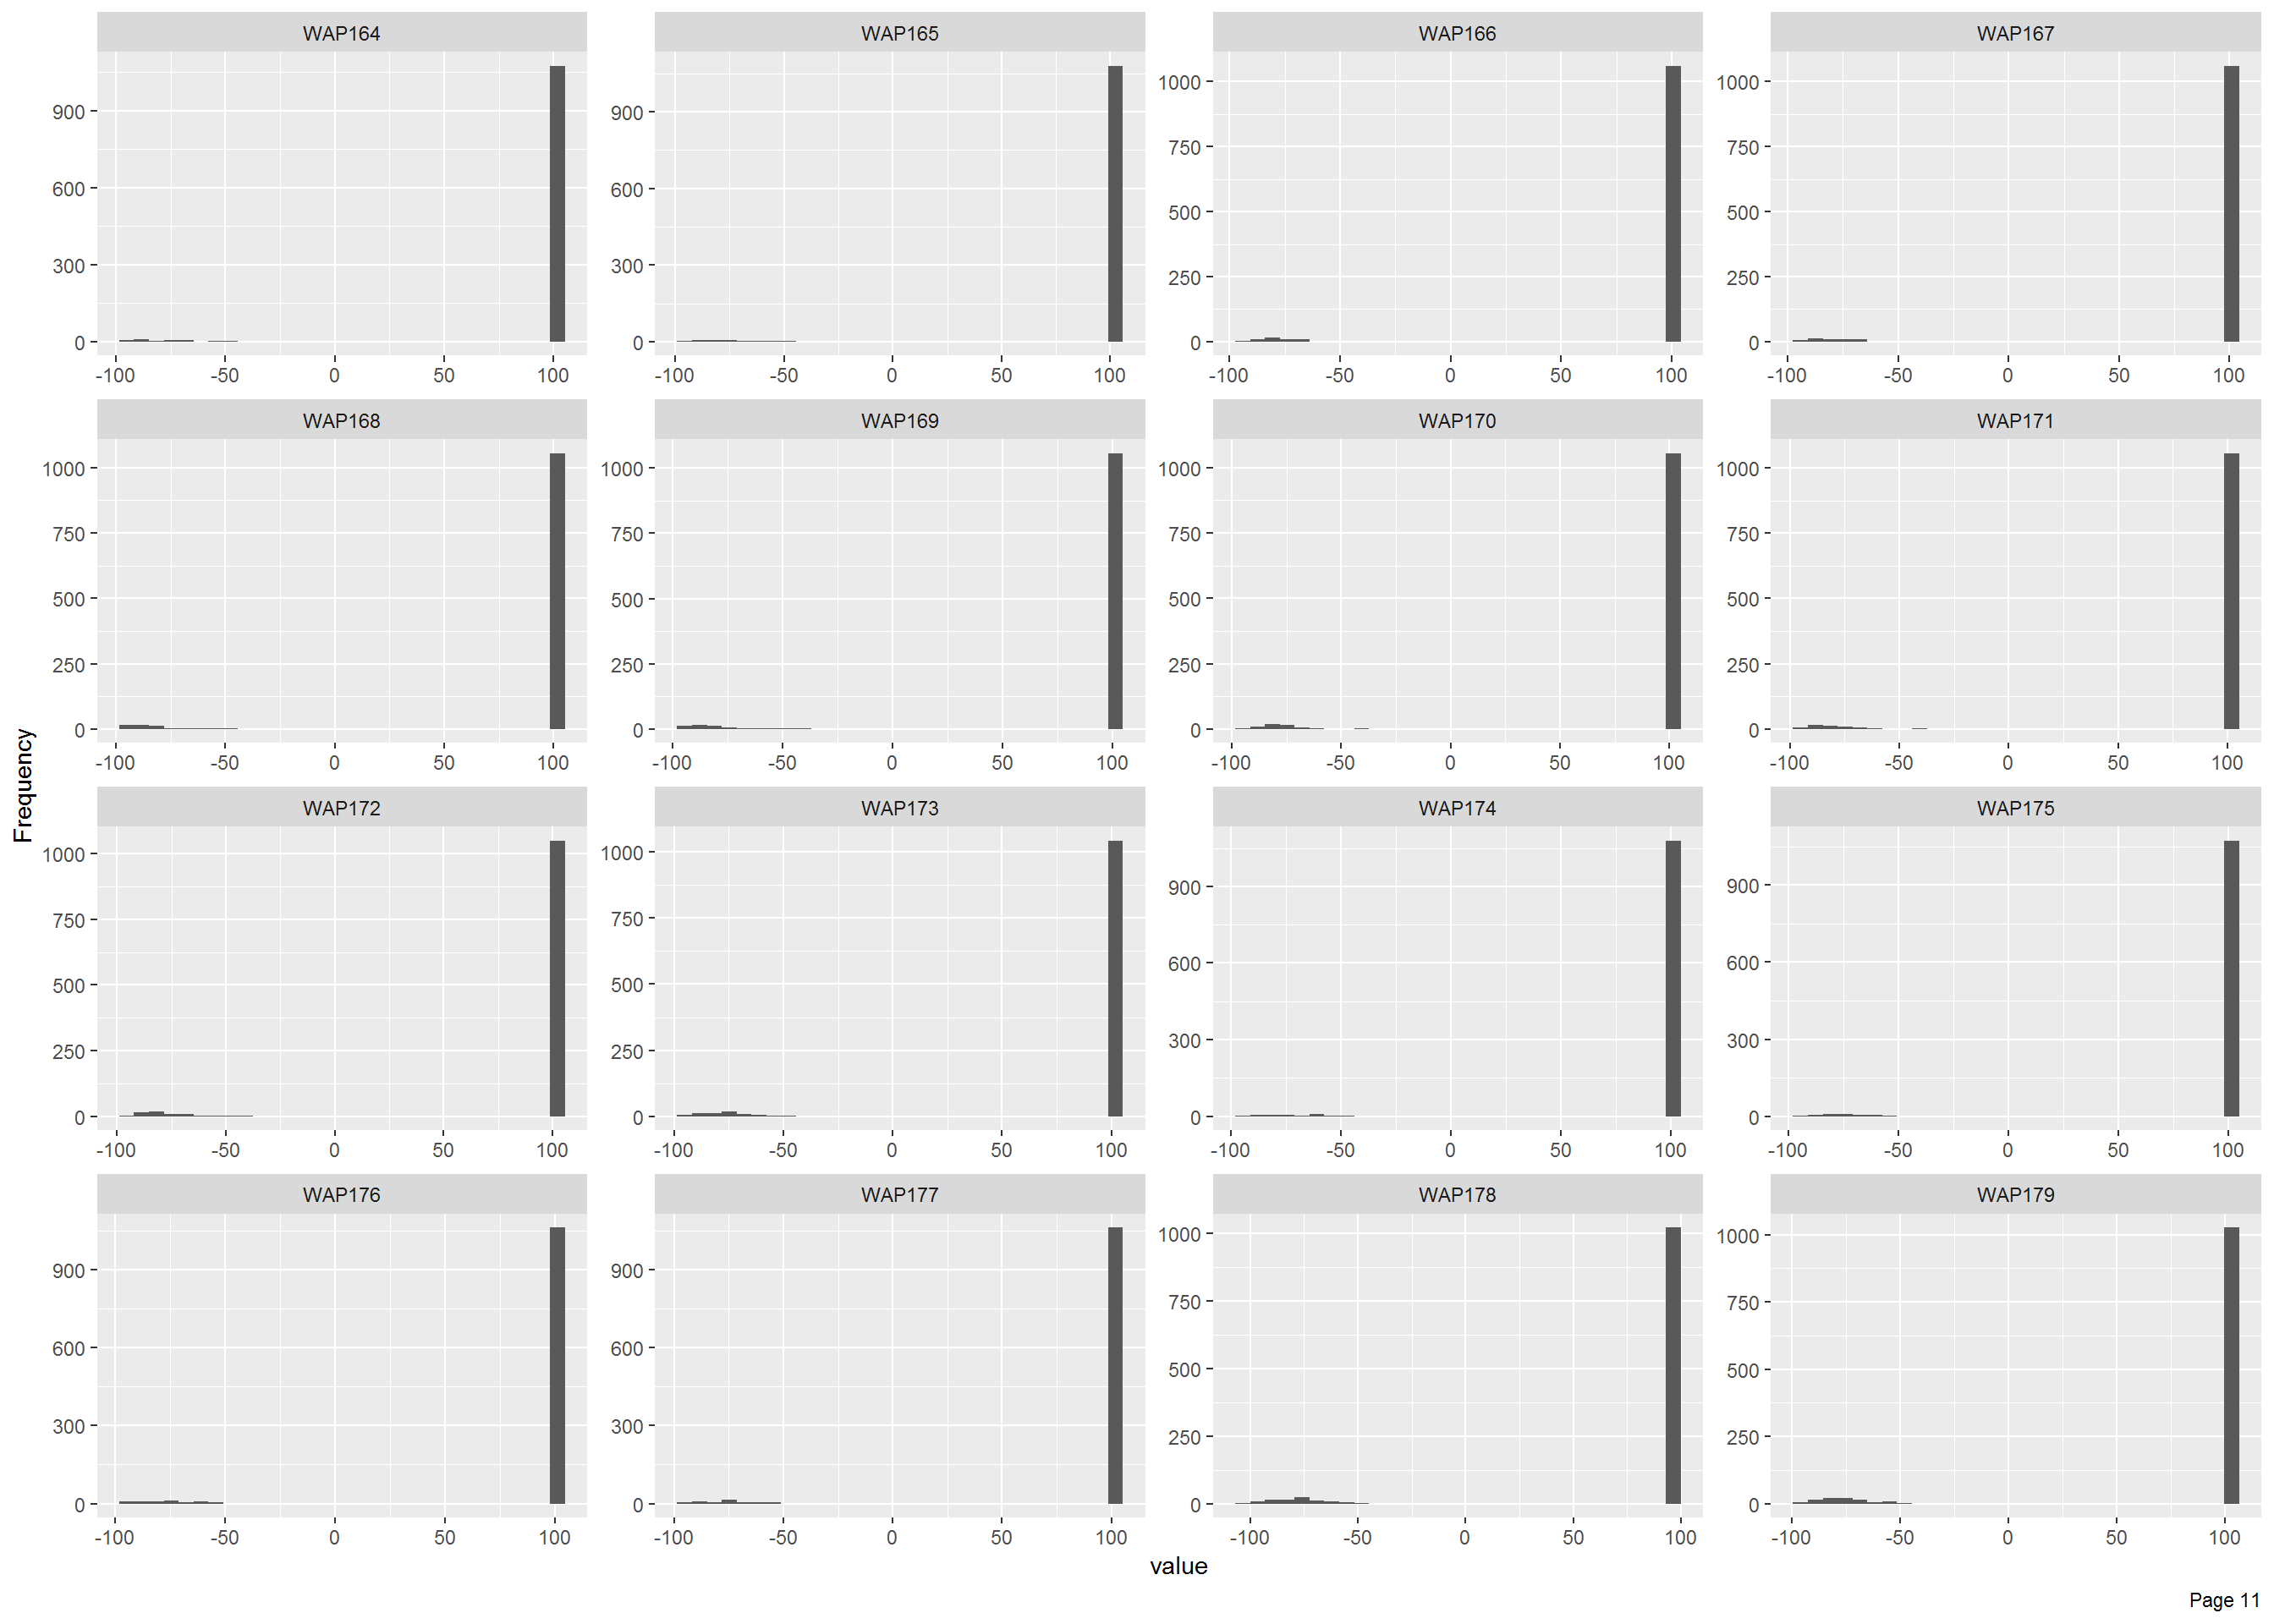 WAP164 WAP165 WAP166 WAP167
900 600 300 0
900 600 300 0
1000 750 500 250 0
1000 750 500 250 0
-100 -50 0 50 100
-100 -50 0 50 100
-100 -50 0 50 100
-100 -50 0 50 100
WAP168 WAP169 WAP170 WAP171
1000 750 500 250 0
1000 750 500 250 0
1000 750 500 250 0
1000 750 500 250 0
-100 -50 0 50 100
-100 -50 0 50 100
-100 -50 0 50 100
-100 -50 0 50 100
Frequency
WAP172 WAP173 WAP174 WAP175
1000 750 500 250 0
1000 750 500 250 0
900 600 300 0
900 600 300 0
-100 -50 0 50 100
-100 -50 0 50 100
-100 -50 0 50 100
-100 -50 0 50 100
WAP176 WAP177 WAP178 WAP179
900 600 300 0
900 600 300 0
1000 750 500 250 0
1000 750 500 250 0
-100 -50 0 50 100
-100 -50 0 50 100
-100 -50 0 50 100
-100 -50 0 50 100
value
Page 11